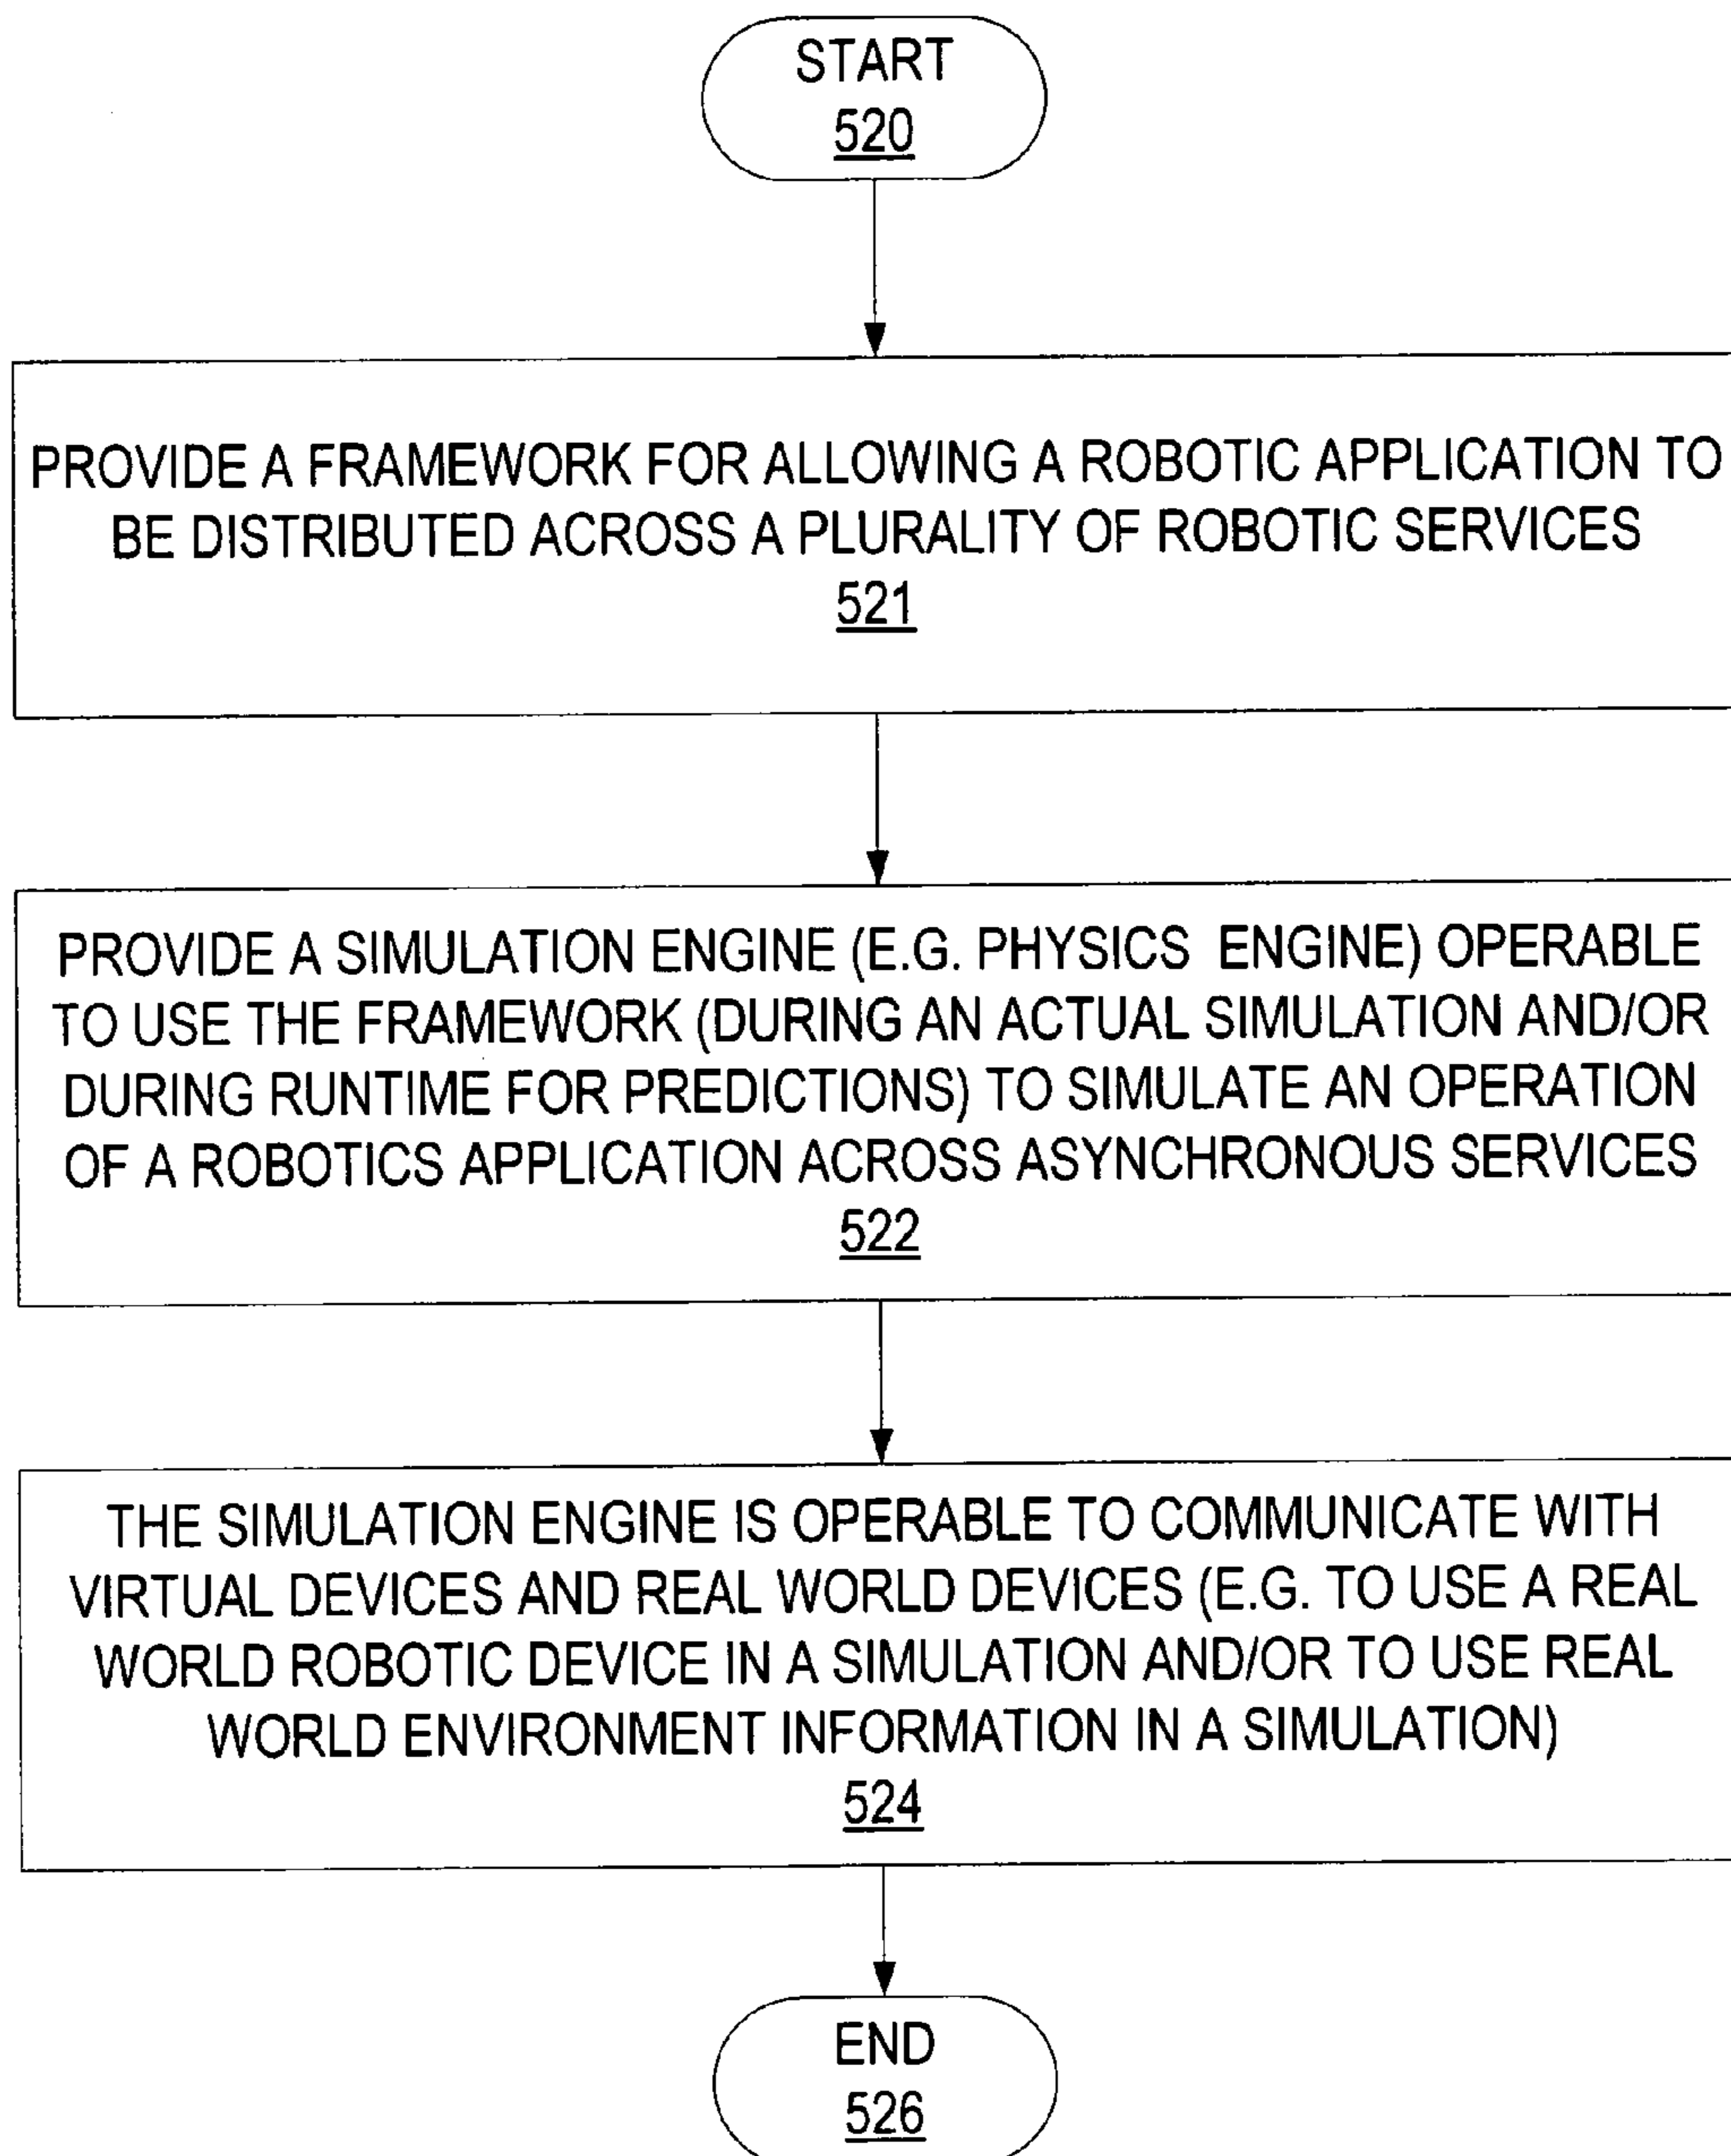 START
520
PROVIDE A FRAMEWORK FOR ALLOWING A ROBOTIC APPLICATION TO
BE DISTRIBUTED ACROSS A PLURALITY OF ROBOTIC SERVICES
521
PROVIDE A SIMULATION ENGINE (E.G. PHYSICS ENGINE) OPERABLE
TO USE THE FRAMEWORK (DURING AN ACTUAL SIMULATION AND/OR
DURING RUNTIME FOR PREDICTIONS) TO SIMULATE AN OPERATION
OF A ROBOTICS APPLICATION ACROSS ASYNCHRONOUS SERVICES
522
THE SIMULATION ENGINE IS OPERABLE TO COMMUNICATE WITH
VIRTUAL DEVICES AND REAL WORLD DEVICES (E.G. TO USE A REAL
WORLD ROBOTIC DEVICE IN A SIMULATION AND/OR TO USE REAL
WORLD ENVIRONMENT INFORMATION IN A SIMULATION)
524
END
526